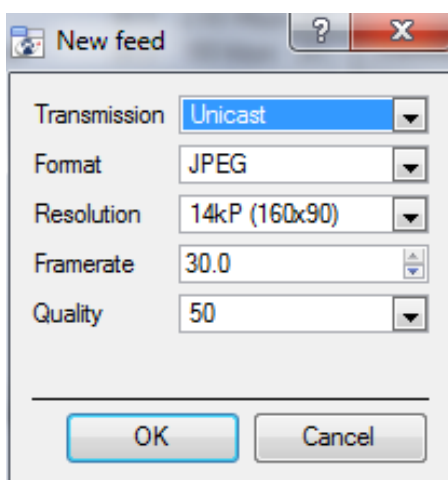 New feed
Transmission Unicast
Format JPEG
Resolution 14kP (160x90)
Framerate 30.0
Quality 50
OK Cancel